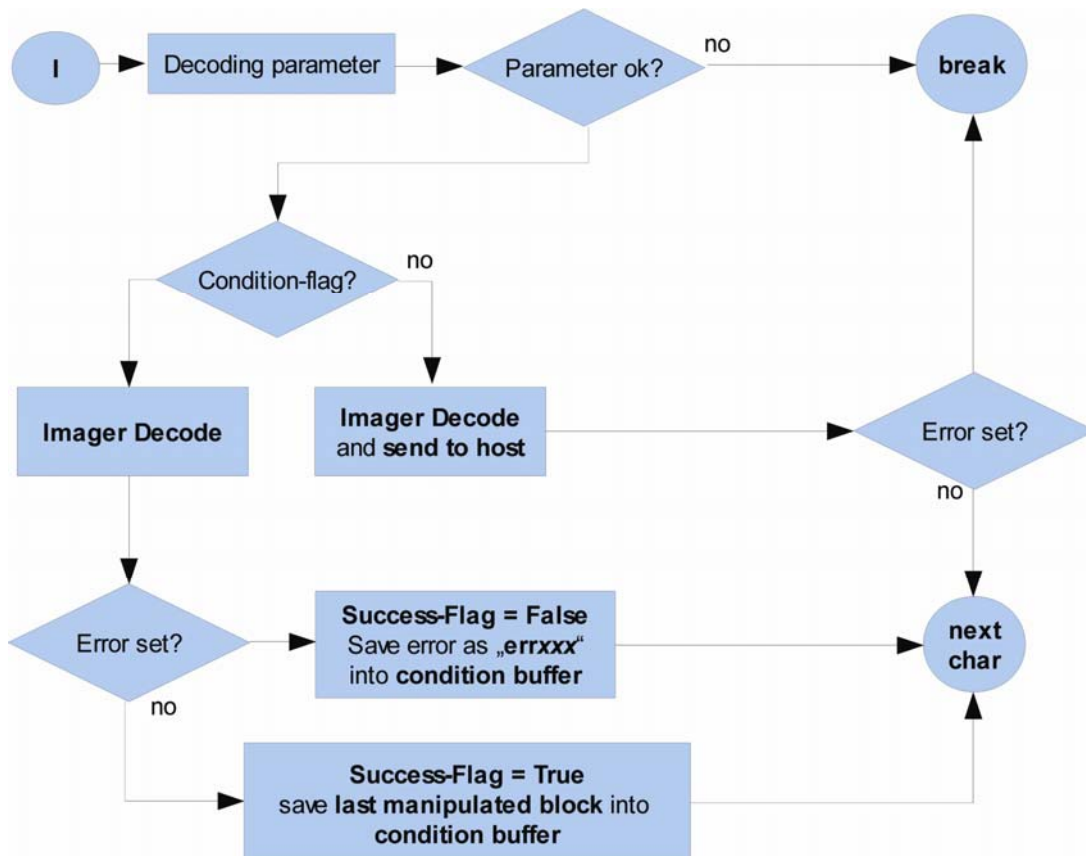 I
Decoding parameter
Parameter ok?
no
break
Condition-flag?
no
Imager Decode
Imager Decode
and send to host
Error set?
no
Error set?
no
Success-Flag = False
Save error as „errxxx“
into condition buffer
next
char
Success-Flag = True
save last manipulated block into
condition buffer